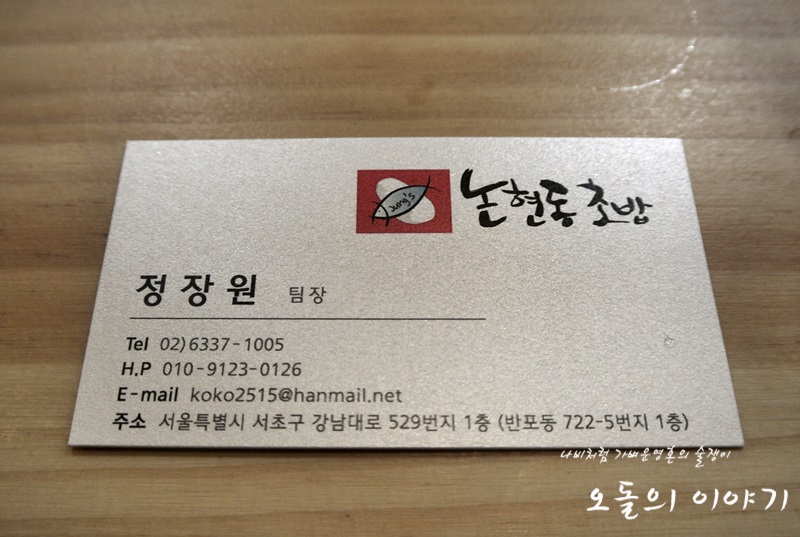 논현동 초밥
정장원 팀장
Tel 02)6337-1005
H.P 010-9123-0126
E-mail koko2515@hanmail.net
주소 서울특별시 서초구 강남대로 529번지 1층 (반포동 722-5번지 1층)
나비처럼 가벼운영혼의 술쟁이
오돌의 이야기